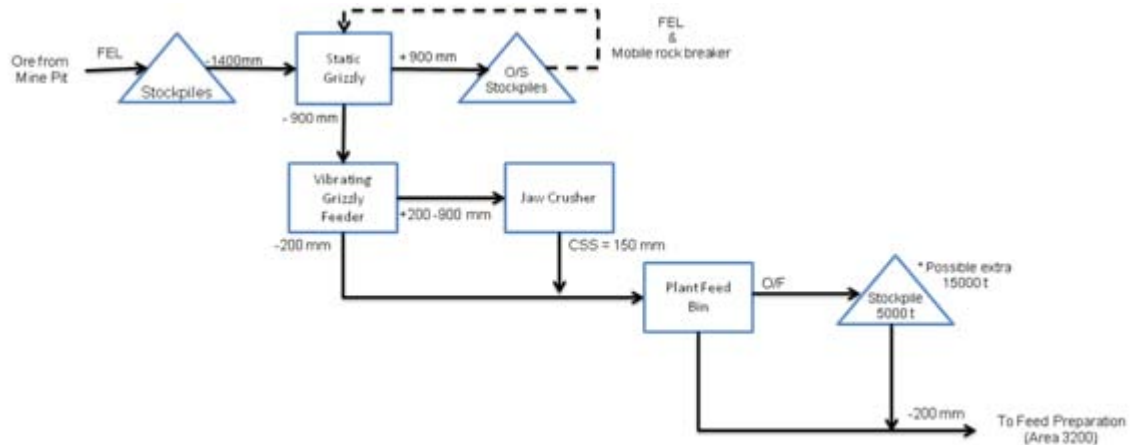 FEL
&
Mobile rock breaker
Ore from
Mine Pit
FEL
Stockpiles
-1400mm
Static
Grizzly
+900 mm
O/S
Stockpiles
- 900 mm
Vibrating
Grizzly
Feeder
+200 -900 mm
Jaw Crusher
-200 mm
CSS = 150 mm
Plant Feed
Bin
O/F
Stockpile
5000 t
* Possible extra
15000 t
-200 mm
To Feed Preparation
(Area 3200)